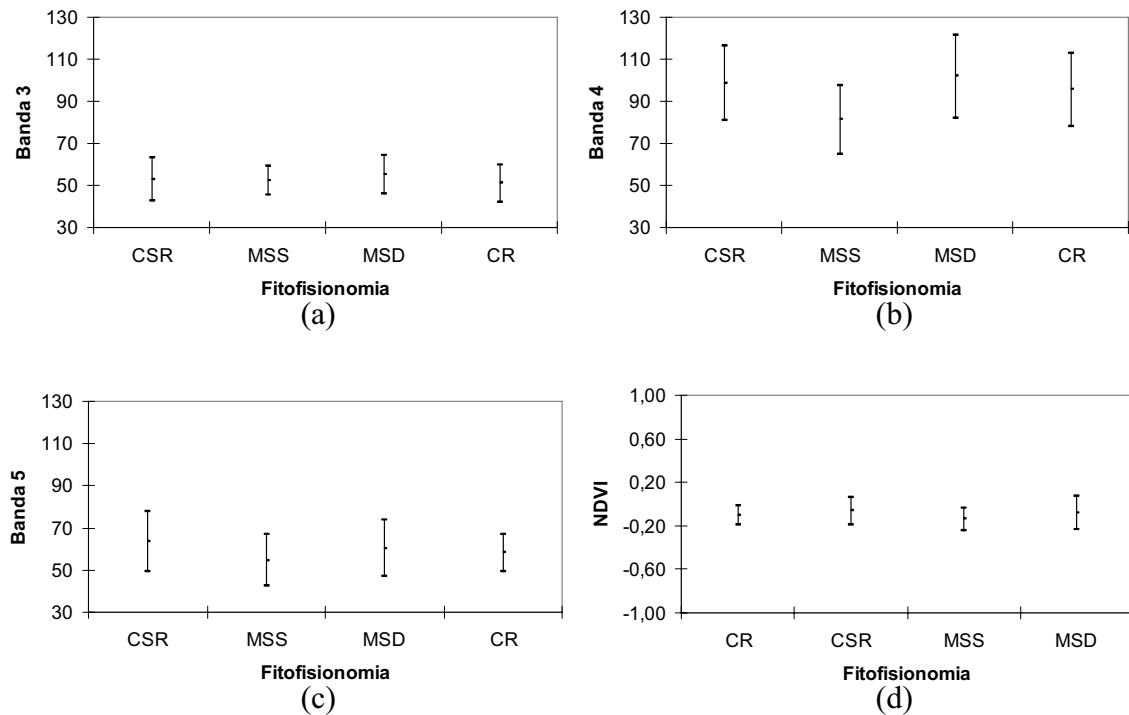 130
110
90
70
50
30
Banda 3
CSR MSS MSD CR
Fitofisionomia
(a)
130
110
90
70
50
30
Banda 4
CSR MSS MSD CR
Fitofisionomia
(b)
130
110
90
70
50
30
Banda 5
CSR MSS MSD CR
Fitofisionomia
(c)
1,00
0,60
0,20
-0,20
-0,60
-1,00
NDVI
CR CSR MSS MSD
Fitofisionomia
(d)